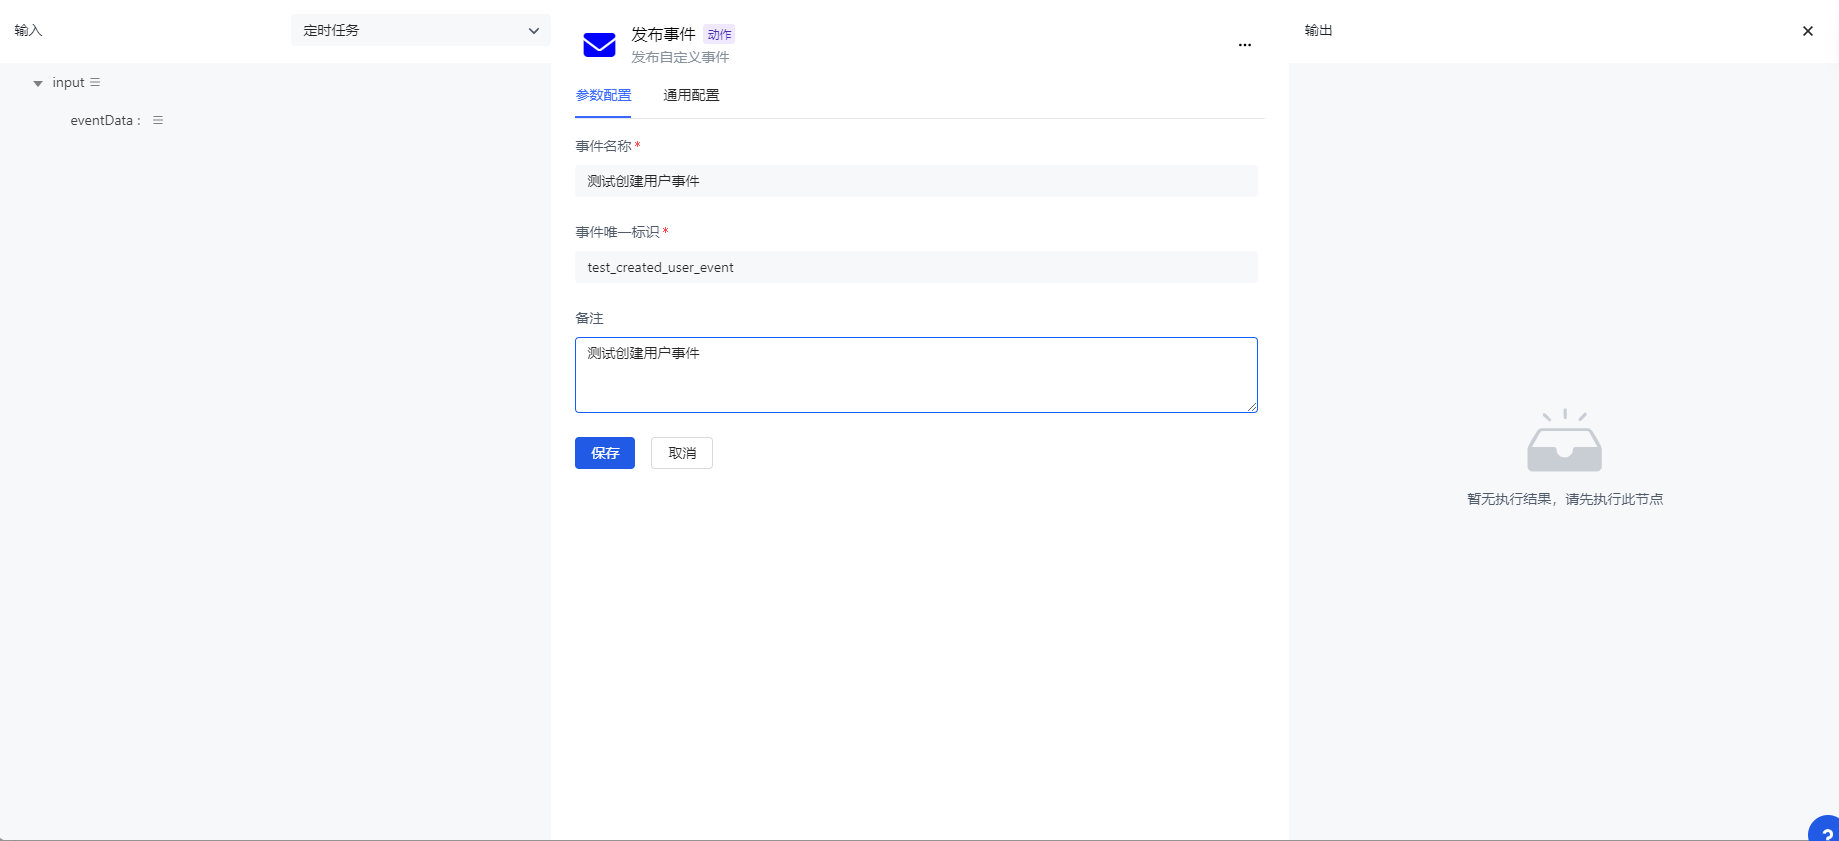 输入
定时任务
input
eventData :
发布事件 动作
发布自定义事件
参数配置 通用配置
事件名称*
测试创建用户事件
事件唯一标识*
test_created_user_event
备注
测试创建用户事件
保存 取消
输出
暂无执行结果，请先执行此节点
?